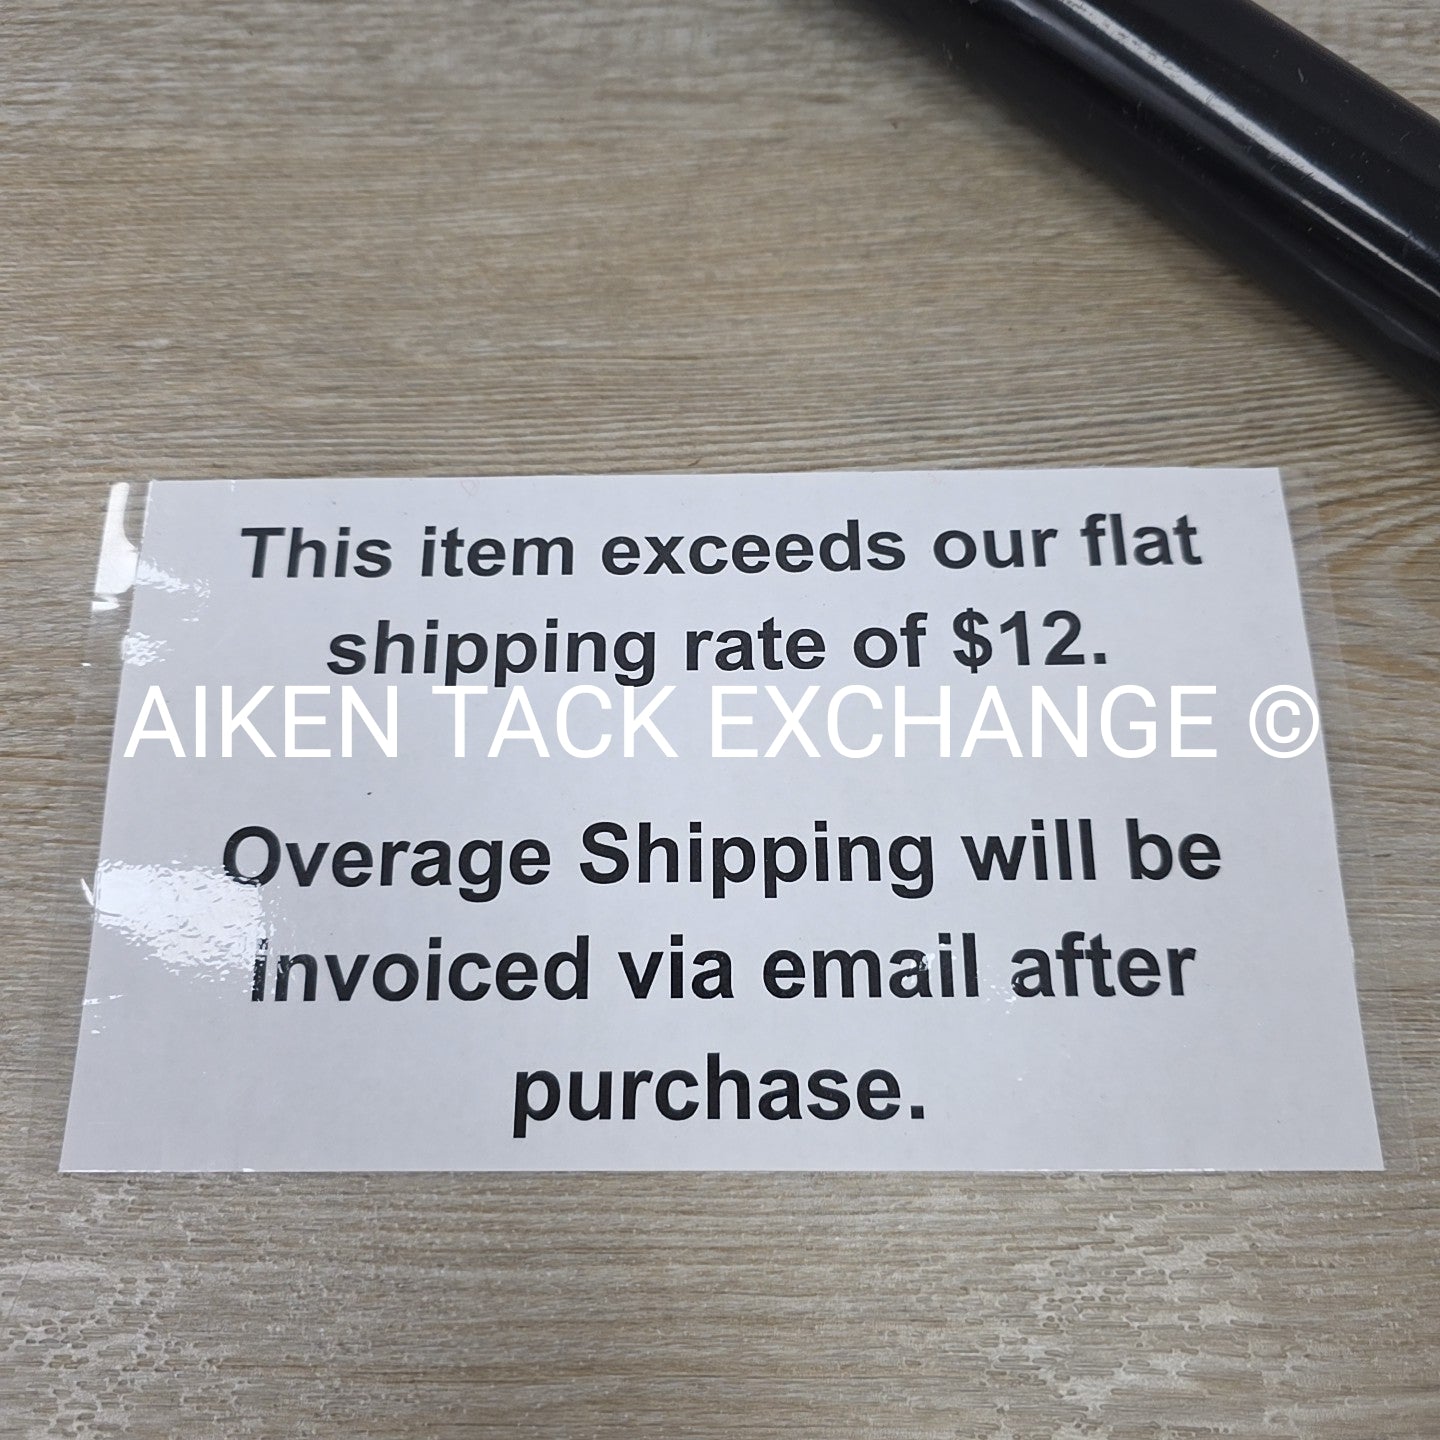 This item exceeds our flat
shipping rate of $12.
AIKEN TACK EXCHANGE ©
Overage Shipping will be
invoiced via email after
purchase.